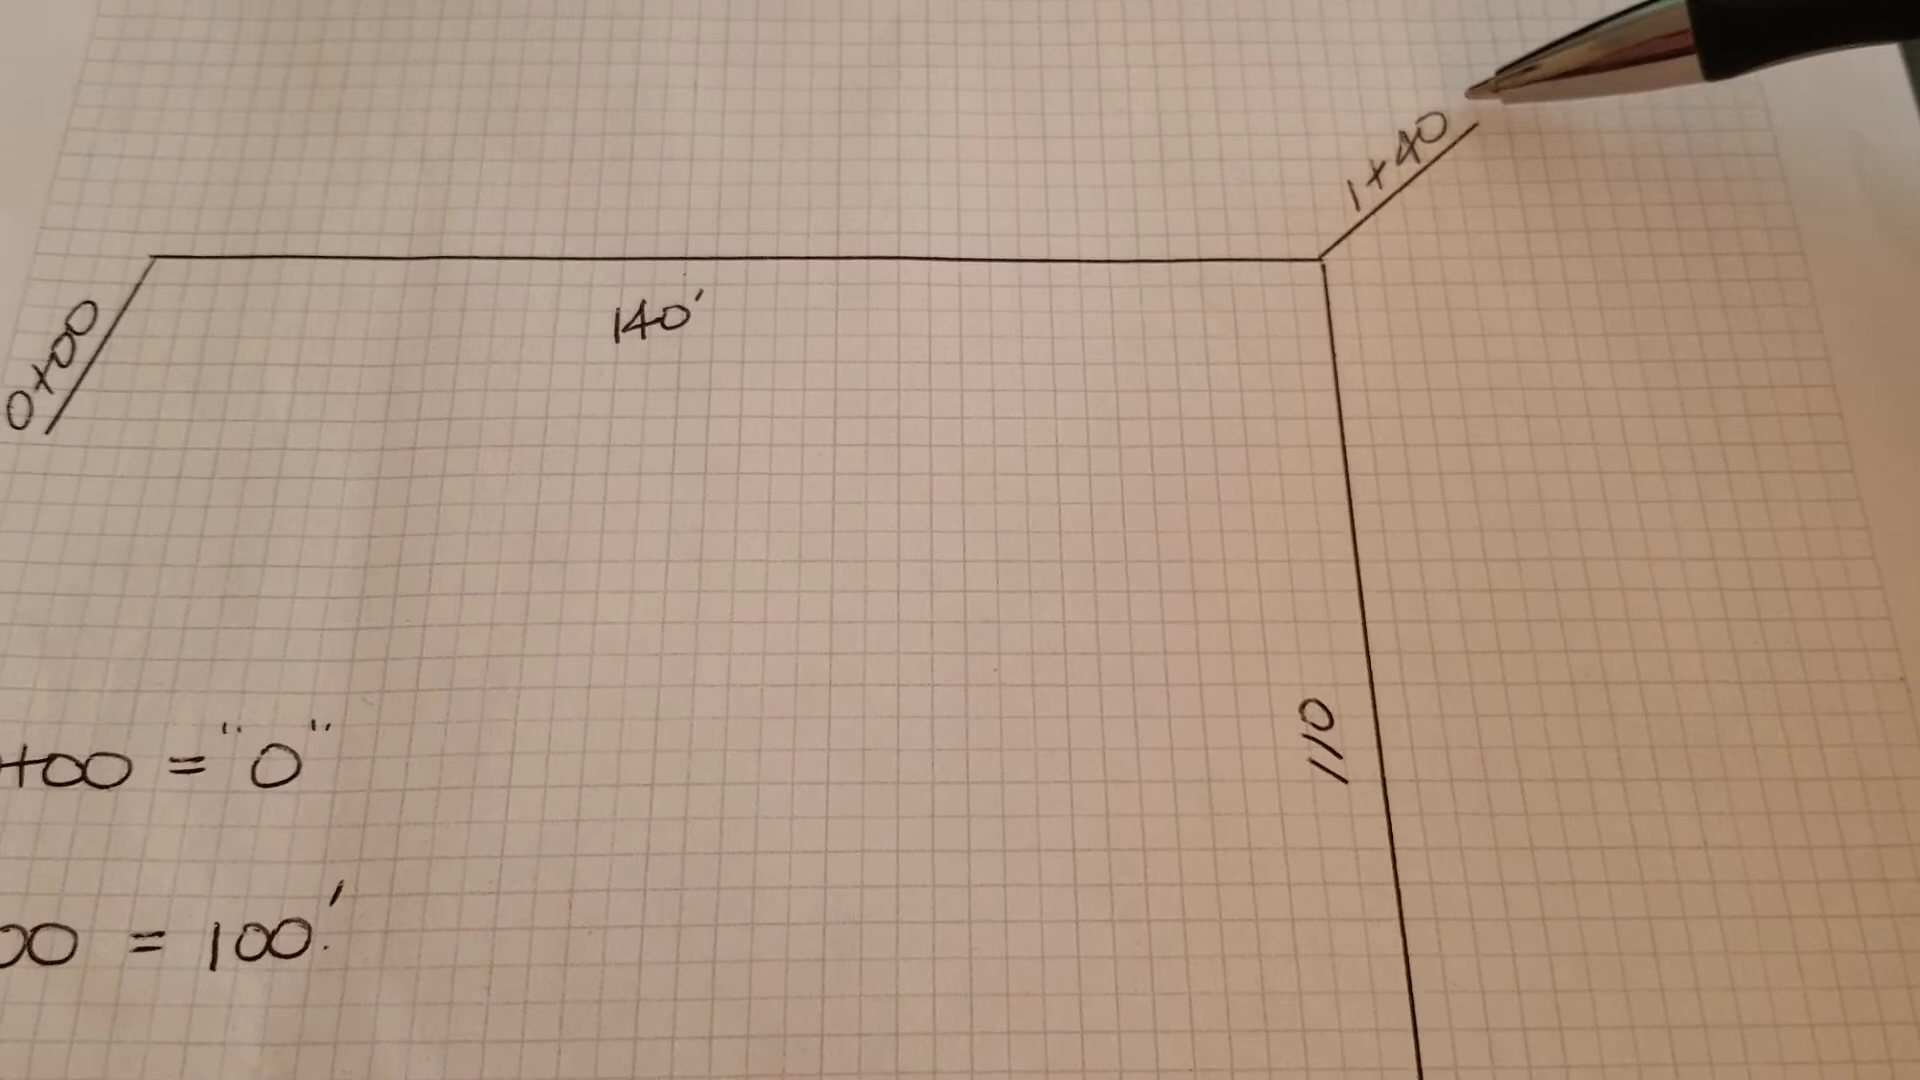 1+40
0+00
140'
110
+00 = "0"
00 = 100'